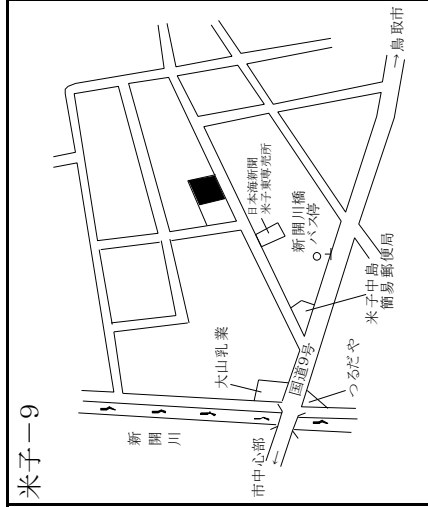 米子－9
新開川
大山乳業
市中心部
←
国道9号
つるだや
米子中島
簡易郵便局
新開川橋
バス停
日本海新聞
米子東専売所
→鳥取市